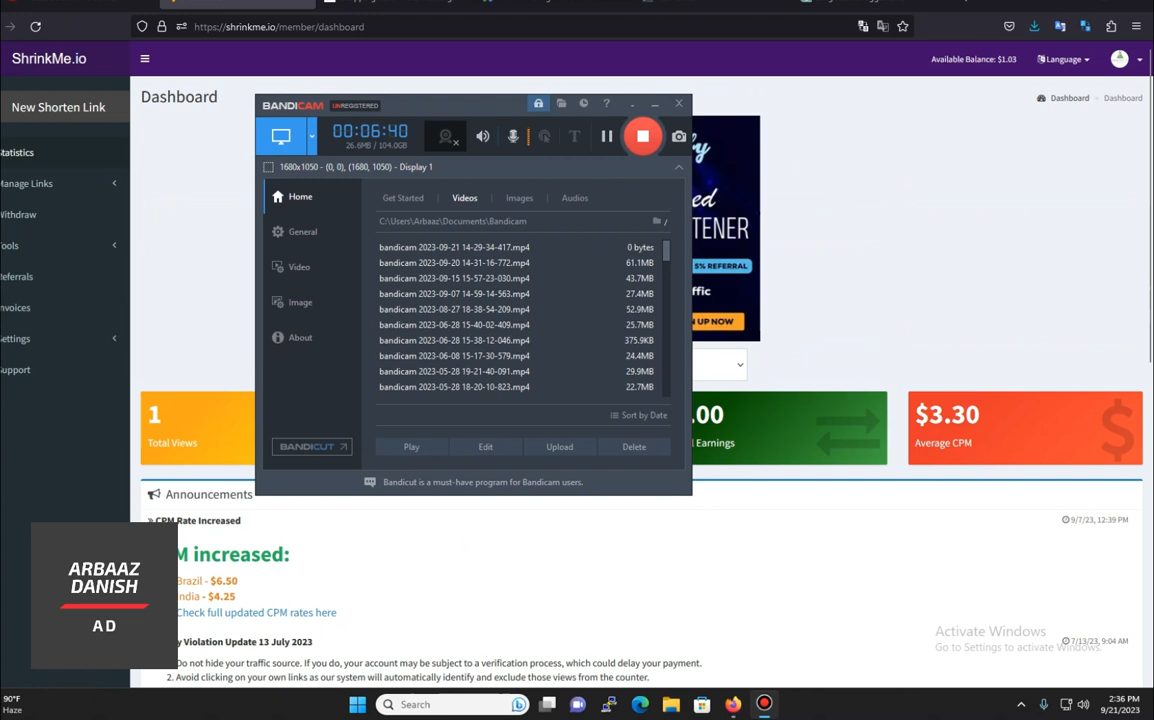 https://shrinkme.io/member/dashboard
ShrinkMe.io
Available Balance: $1.03
Language
New Shorten Link
Dashboard
Dashboard
Dashboard
Statistics
Manage Links
Withdraw
Tools
Referrals
Invoices
Settings
Support
BANDICAM
UNREGISTERED
00:06:40
26.6MB / 104.0GB
1680x1050 - (0, 0), (1680, 1050) - Display 1
Home
General
Video
Image
About
BANDICUT
Get Started
Videos
Images
Audios
C:\Users\Arbaaz\Documents\Bandicam
bandicam 2023-09-21 14-29-34-417.mp4 0 bytes
bandicam 2023-09-20 14-31-16-772.mp4 61.1MB
bandicam 2023-09-15 15-57-23-030.mp4 43.7MB
bandicam 2023-09-07 14-59-14-563.mp4 27.4MB
bandicam 2023-08-27 18-38-54-209.mp4 52.9MB
bandicam 2023-06-28 15-40-02-409.mp4 25.7MB
bandicam 2023-06-28 15-38-12-046.mp4 375.9KB
bandicam 2023-06-08 15-17-30-579.mp4 24.4MB
bandicam 2023-05-28 19-21-40-091.mp4 29.9MB
bandicam 2023-05-28 18-20-10-823.mp4 22.7MB
Sort by Date
Play
Edit
Upload
Delete
Bandicut is a must-have program for Bandicam users.
5% REFERRAL
UP NOW
1
Total Views
.00
Earnings
$3.30
Average CPM
Announcements
CPM Rate Increased
9/7/23, 12:39 PM
M increased:
Brazil - $6.50
India - $4.25
Check full updated CPM rates here
y Violation Update 13 July 2023
7/13/23, 9:04 AM
Do not hide your traffic source. If you do, your account may be subject to a verification process, which could delay your payment.
2. Avoid clicking on your own links as our system will automatically identify and exclude those views from the counter.
ARBAAZ
DANISH
AD
Activate Windows
Go to Settings to activate Windows.
90°F
Haze
Search
2:36 PM
9/21/2023